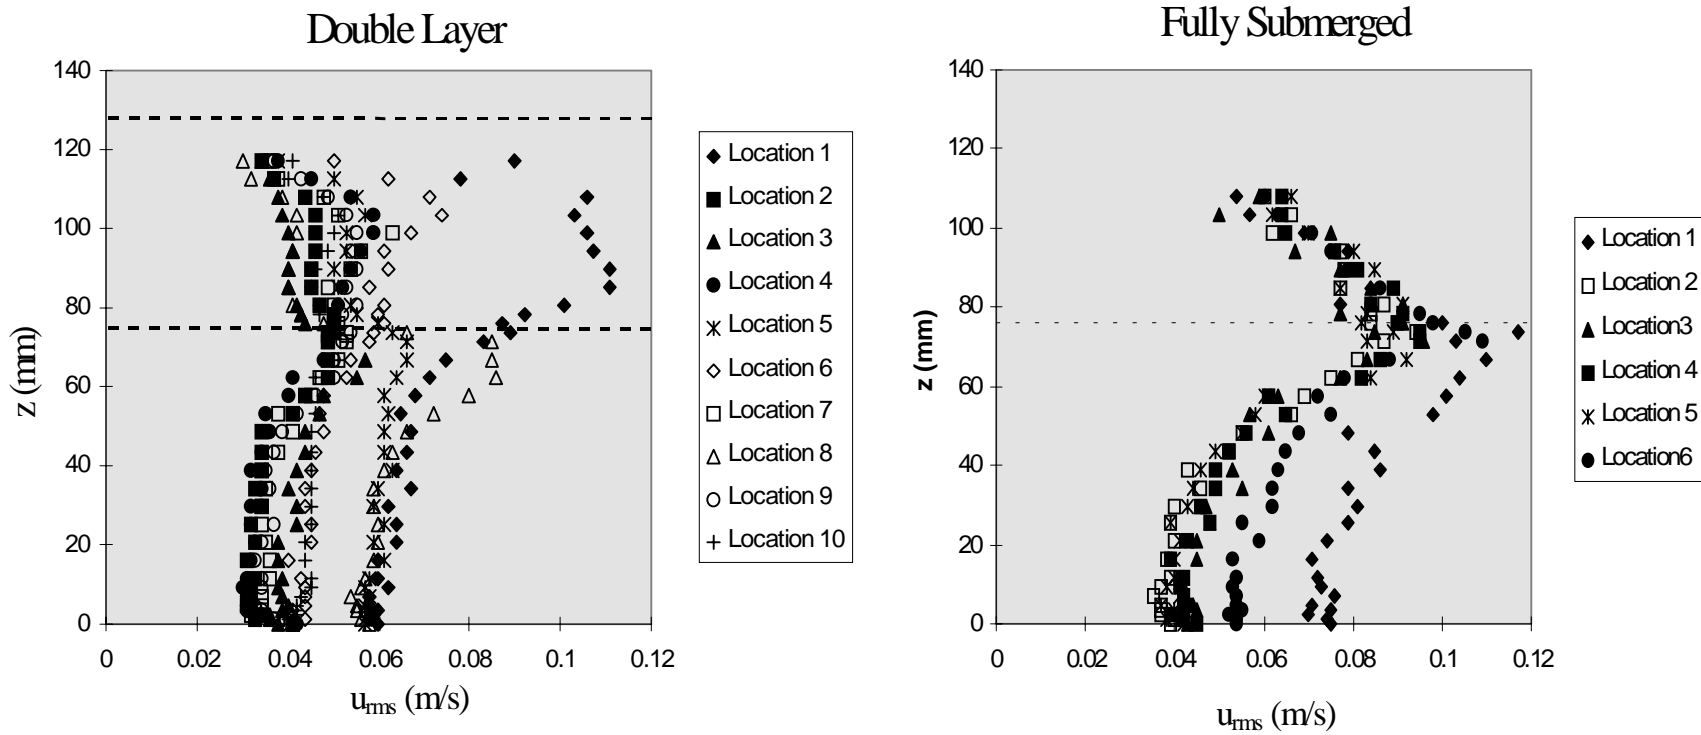 Double Layer
140
120
100
80
60
40
20
0
z (mm)
0
0.02
0.04
0.06
0.08
0.1
0.12
u_rms (m/s)
Location 1
Location 2
Location 3
Location 4
Location 5
Location 6
Location 7
Location 8
Location 9
Location 10
Fully Submerged
140
120
100
80
60
40
20
0
z (mm)
0
0.02
0.04
0.06
0.08
0.1
0.12
u_rms (m/s)
Location 1
Location 2
Location3
Location 4
Location 5
Location6